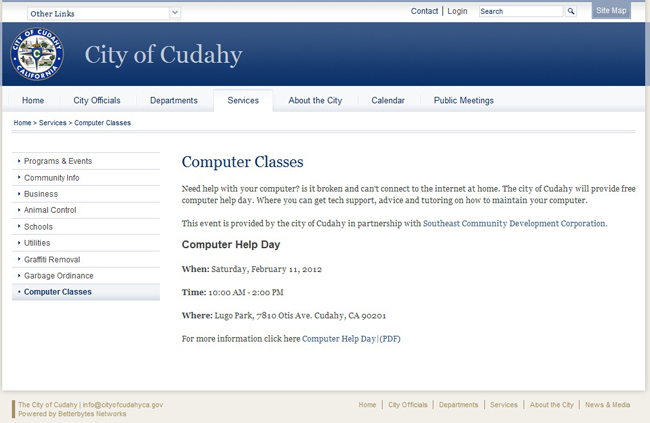 Other Links
Contact | Login Search Site Map
CITY OF CUDAHY
CALIFORNIA
City of Cudahy
Home City Officials Departments Services About the City Calendar Public Meetings
Home > Services > Computer Classes
Programs & Events
Community Info
Business
Animal Control
Schools
Utilities
Graffiti Removal
Garbage Ordinance
Computer Classes
Computer Classes
Need help with your computer? is it broken and can't connect to the internet at home. The city of Cudahy will provide free
computer help day. Where you can get tech support, advice and tutoring on how to maintain your computer.
This event is provided by the city of Cudahy in partnership with Southeast Community Development Corporation.
Computer Help Day
When: Saturday, February 11, 2012
Time: 10:00 AM - 2:00 PM
Where: Lugo Park, 7810 Otis Ave. Cudahy, CA 90201
For more information click here Computer Help Day|(PDF)
The City of Cudahy | info@cityofcudahyca.gov
Powered by Betterbytes Networks
Home | City Officials | Departments | Services | About the City | News & Media